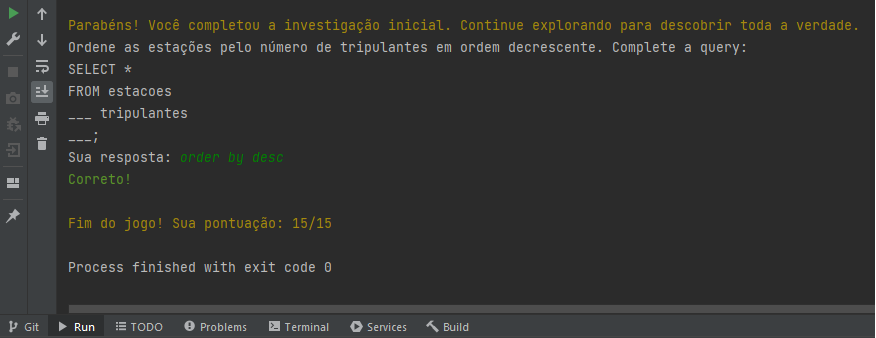 Parabéns! Você completou a investigação inicial. Continue explorando para descobrir toda a verdade.
Ordene as estações pelo número de tripulantes em ordem decrescente. Complete a query:
SELECT *
FROM estacoes
___ tripulantes
___;
Sua resposta: order by desc
Correto!
Fim do jogo! Sua pontuação: 15/15
Process finished with exit code 0
Git Run TODO Problems Terminal Services Build